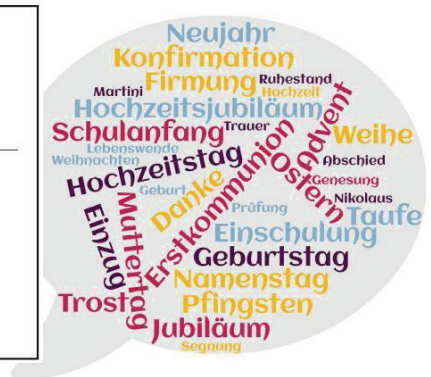 Neujahr
Konfirmation
Firmung Ruhestand
Martini Hochzeit
Hochzeitsjubiläum
Advent
Schulanfang Trauer
Weihe
Lebenswende
Weihnachten
Abschied
Hochzeitstag
Ostern
Genesung
Geburt
Danke
Erstkommunion
Nikolaus
Prüfung
Taufe
Einzug
Muttertag
Einschulung
Geburtstag
Namenstag
Trost
Pfingsten
Jubiläum
Segnung